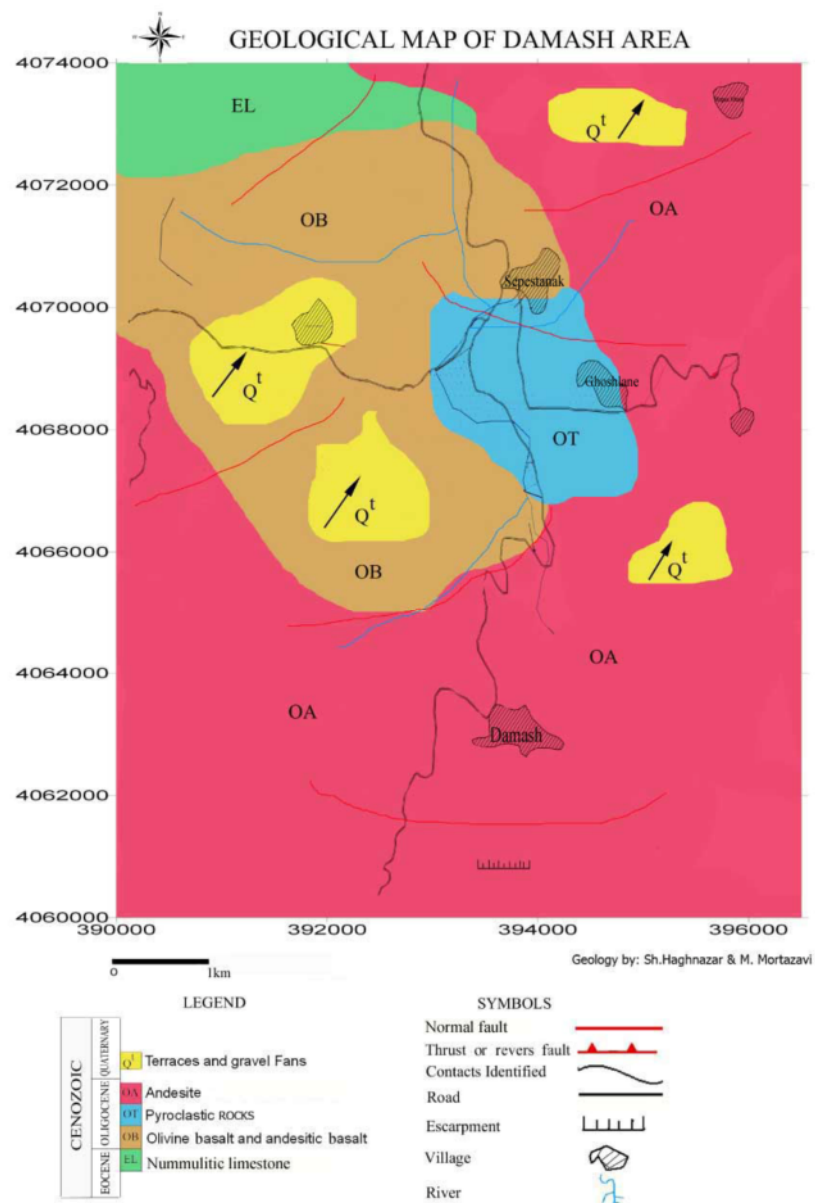 GEOLOGICAL MAP OF DAMASH AREA
4074000
EL
Qᵗ
4072000
OA
OB
Sepestanak
4070000
Qᵗ
Ghoshlane
4068000
OT
Qᵗ
4066000
Qᵗ
OB
4064000
OA
OA
Damash
4062000
4060000
390000 392000 394000 396000
0 1km
Geology by: Sh.Haghnazar & M. Mortazavi
LEGEND
CENOZOIC
QUATERNARY
Qᵗ Terraces and gravel Fans
OLIGOCENE
OA Andesite
OT Pyroclastic ROCKS
OB Olivine basalt and andesitic basalt
EOCENE
EL Nummulitic limestone
SYMBOLS
Normal fault
Thrust or revers fault
Contacts Identified
Road
Escarpment
Village
River